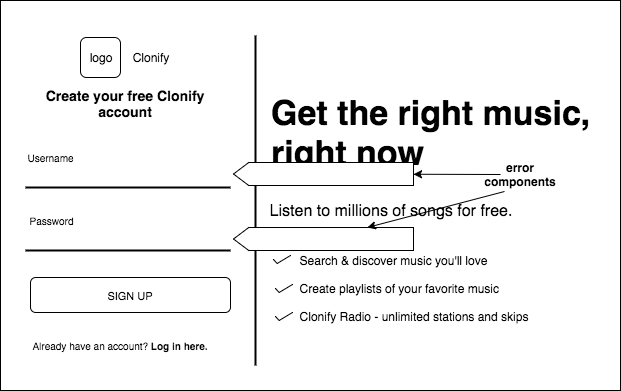 logo
Clonify
Create your free Clonify
account
Username
Password
SIGN UP
Already have an account? Log in here.
Get the right music,
right now
Listen to millions of songs for free.
Search & discover music you'll love
Create playlists of your favorite music
Clonify Radio - unlimited stations and skips
error
components